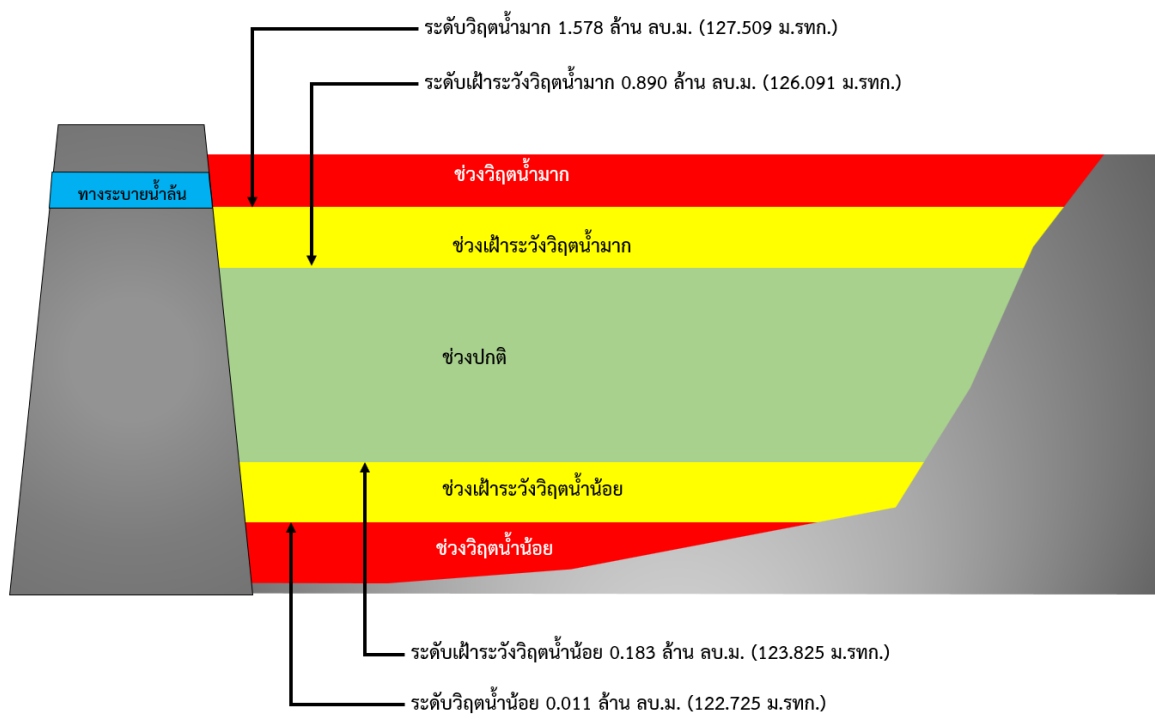 ระดับวิฤตน้ำมาก 1.578 ล้าน ลบ.ม. (127.509 ม.รทก.)
ระดับเฝ้าระวังวิฤตน้ำมาก 0.890 ล้าน ลบ.ม. (126.091 ม.รทก.)
ช่วงวิฤตน้ำมาก
ทางระบายน้ำล้น
ช่วงเฝ้าระวังวิฤตน้ำมาก
ช่วงปกติ
ช่วงเฝ้าระวังวิฤตน้ำน้อย
ช่วงวิฤตน้ำน้อย
ระดับเฝ้าระวังวิฤตน้ำน้อย 0.183 ล้าน ลบ.ม. (123.825 ม.รทก.)
ระดับวิฤตน้ำน้อย 0.011 ล้าน ลบ.ม. (122.725 ม.รทก.)